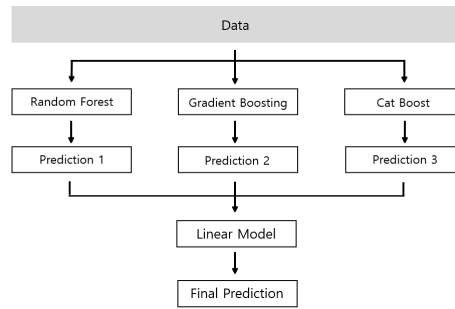 Data
Random Forest
Gradient Boosting
Cat Boost
Prediction 1
Prediction 2
Prediction 3
Linear Model
Final Prediction